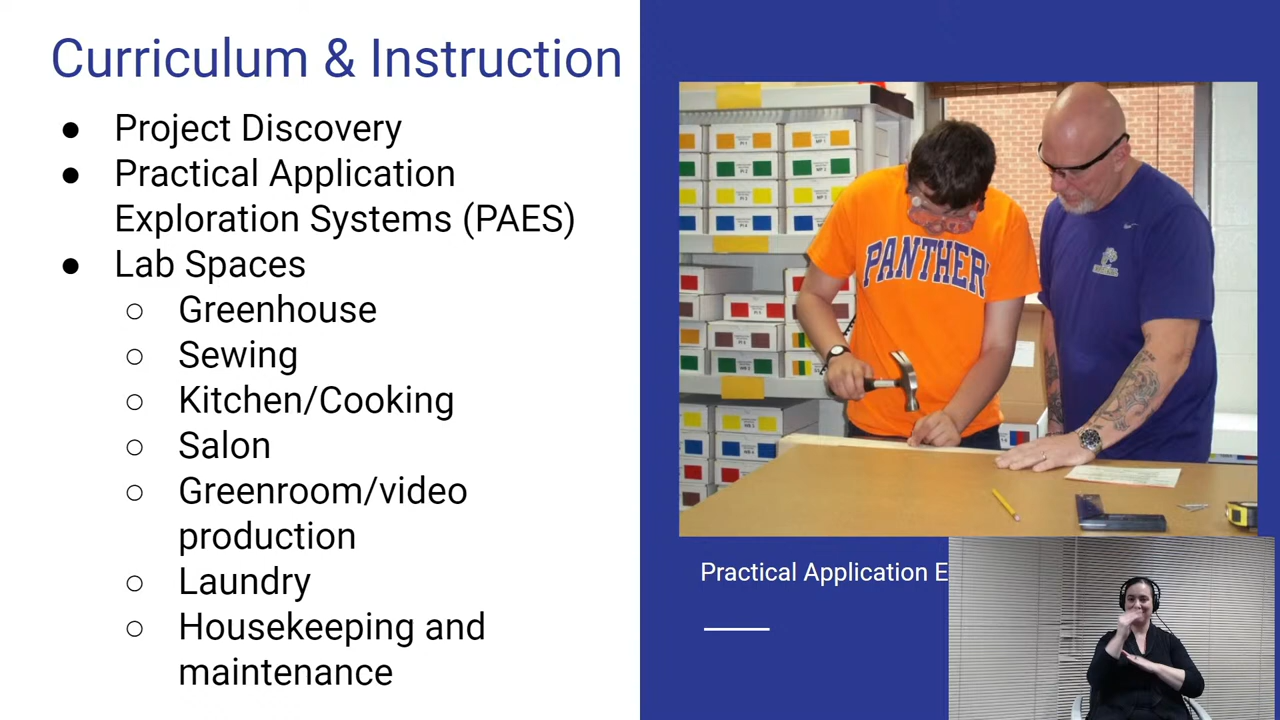 Curriculum & Instruction
● Project Discovery
● Practical Application
Exploration Systems (PAES)
● Lab Spaces
○ Greenhouse
○ Sewing
○ Kitchen/Cooking
○ Salon
○ Greenroom/video
production
○ Laundry
○ Housekeeping and
maintenance
PANTHER
Practical Application E